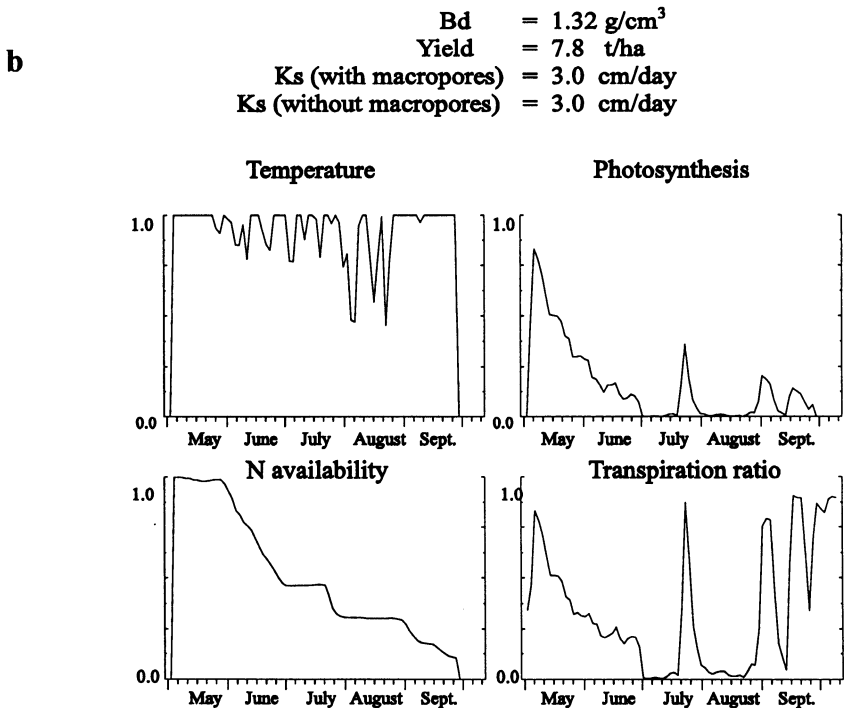 b
Bd = 1.32 g/cm³
Yield = 7.8 t/ha
Ks (with macropores) = 3.0 cm/day
Ks (without macropores) = 3.0 cm/day
Temperature
1.0
0.0
May June July August Sept.
Photosynthesis
1.0
0.0
May June July August Sept.
N availability
1.0
0.0
May June July August Sept.
Transpiration ratio
1.0
0.0
May June July August Sept.